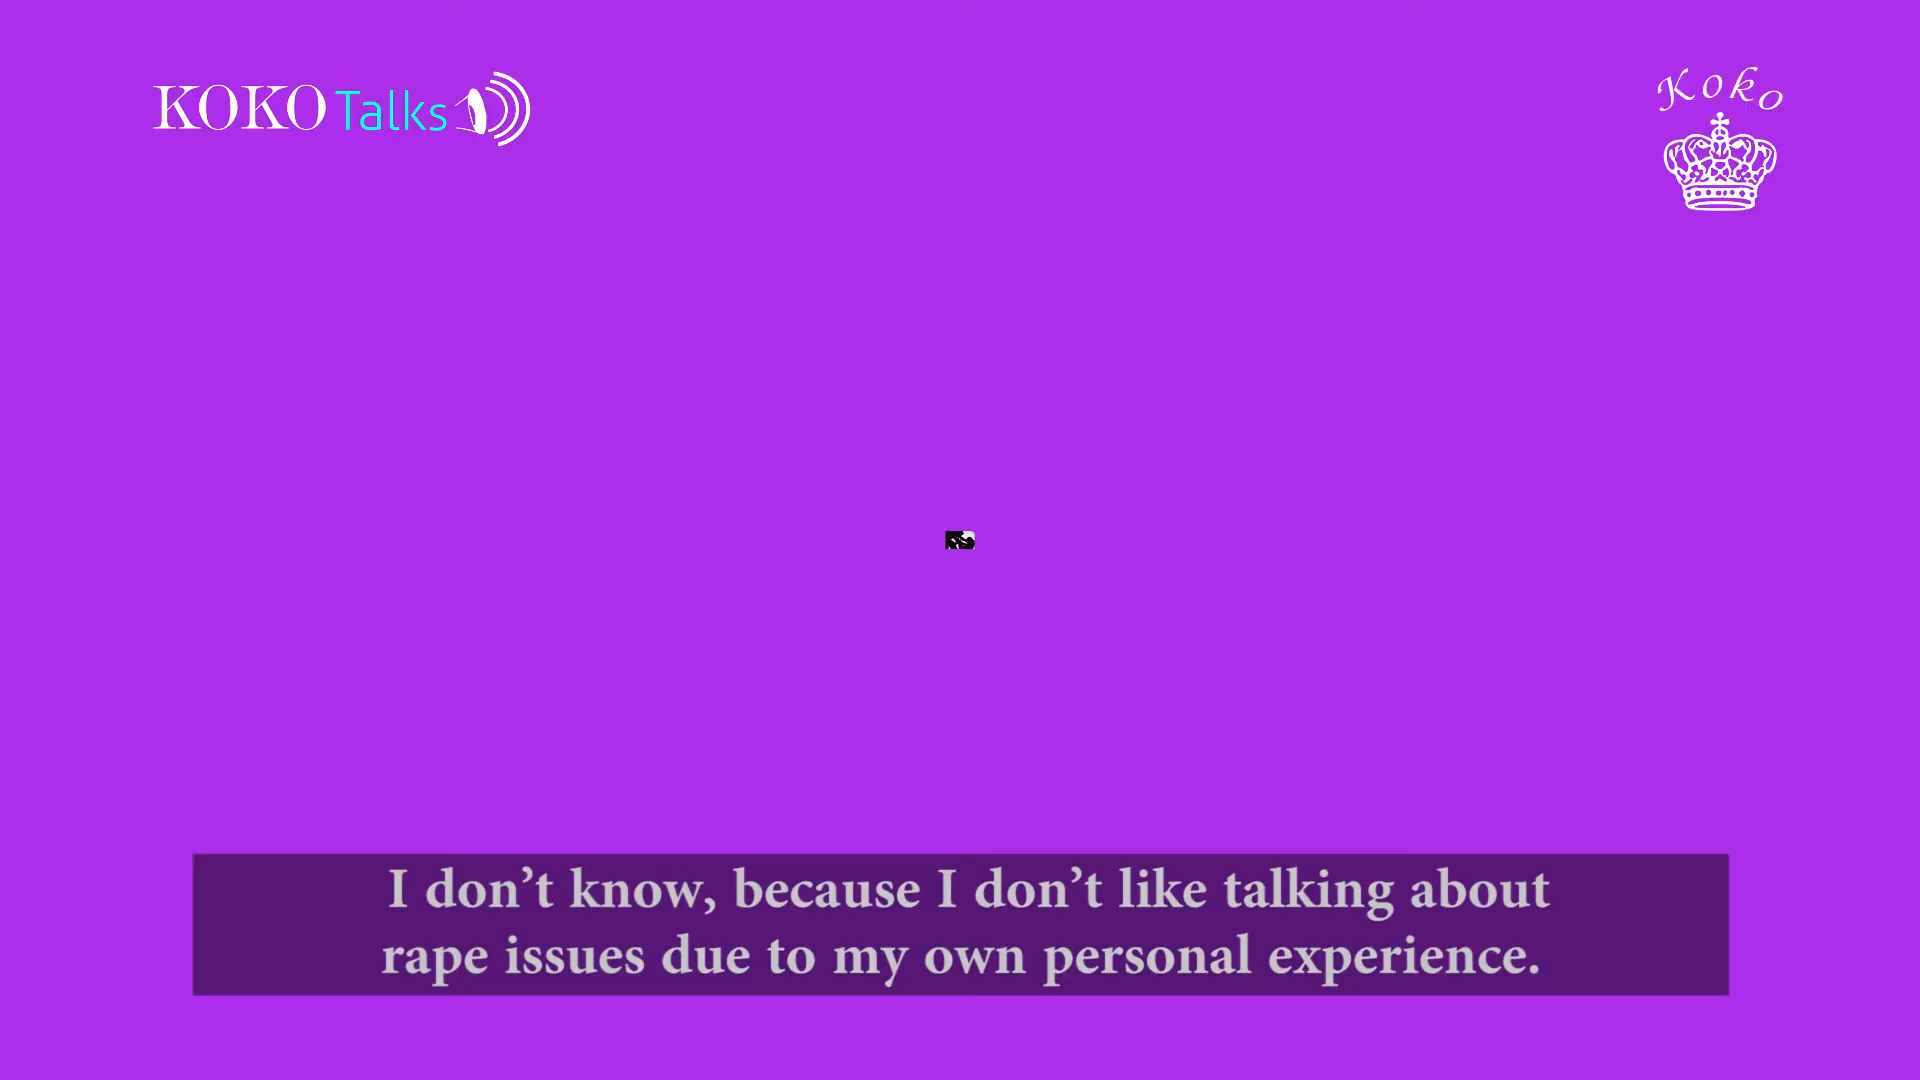 KOKO Talks
Koko
I don’t know, because I don’t like talking about
rape issues due to my own personal experience.